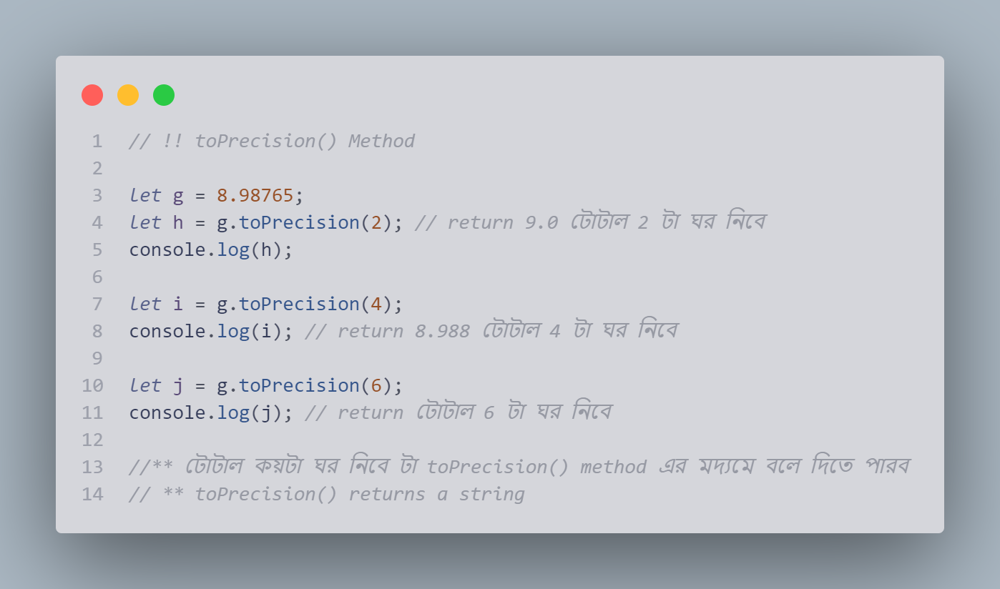 1 // !! toPrecision() Method
2
3 let g = 8.98765;
4 let h = g.toPrecision(2); // return 9.0 টোটাল 2 টা ঘর নিবে
5 console.log(h);
6
7 let i = g.toPrecision(4);
8 console.log(i); // return 8.988 টোটাল 4 টা ঘর নিবে
9
10 let j = g.toPrecision(6);
11 console.log(j); // return টোটাল 6 টা ঘর নিবে
12
13 //** টোটাল কয়টা ঘর নিবে টা toPrecision() method এর মদ্যমে বলে দিতে পারব
14 // ** toPrecision() returns a string